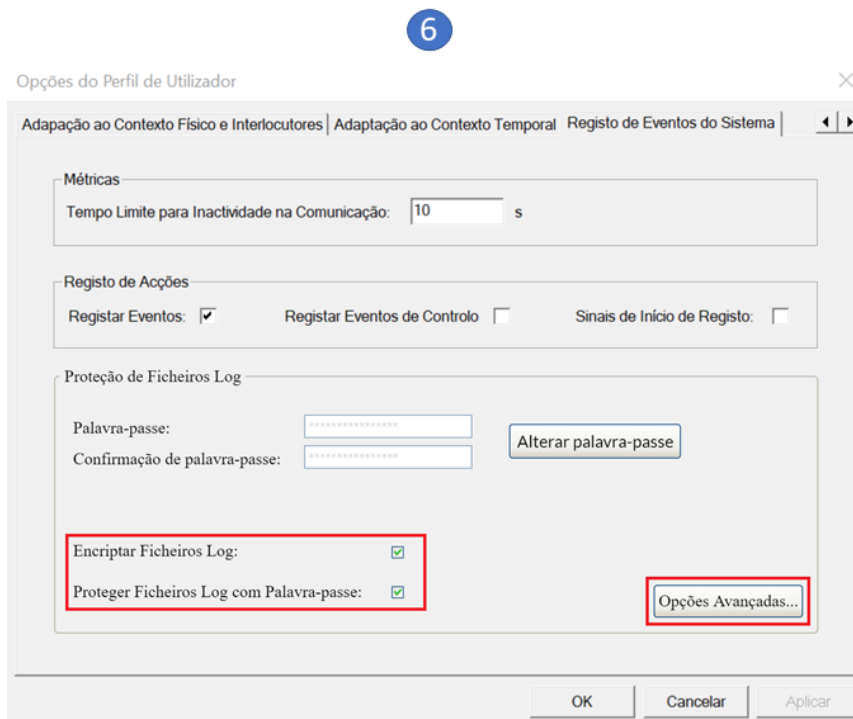 6
Opções do Perfil de Utilizador
Adapação ao Contexto Físico e Interlocutores Adaptação ao Contexto Temporal Registo de Eventos do Sistema
Métricas
Tempo Limite para Inactividade na Comunicação: 10 s
Registo de Acções
Registar Eventos: Registar Eventos de Controlo Sinais de Início de Registo:
Proteção de Ficheiros Log
Palavra-passe: ***************
Alterar palavra-passe
Confirmação de palavra-passe: ***************
Encriptar Ficheiros Log:
Proteger Ficheiros Log com Palavra-passe:
Opções Avançadas...
OK Cancelar Aplicar